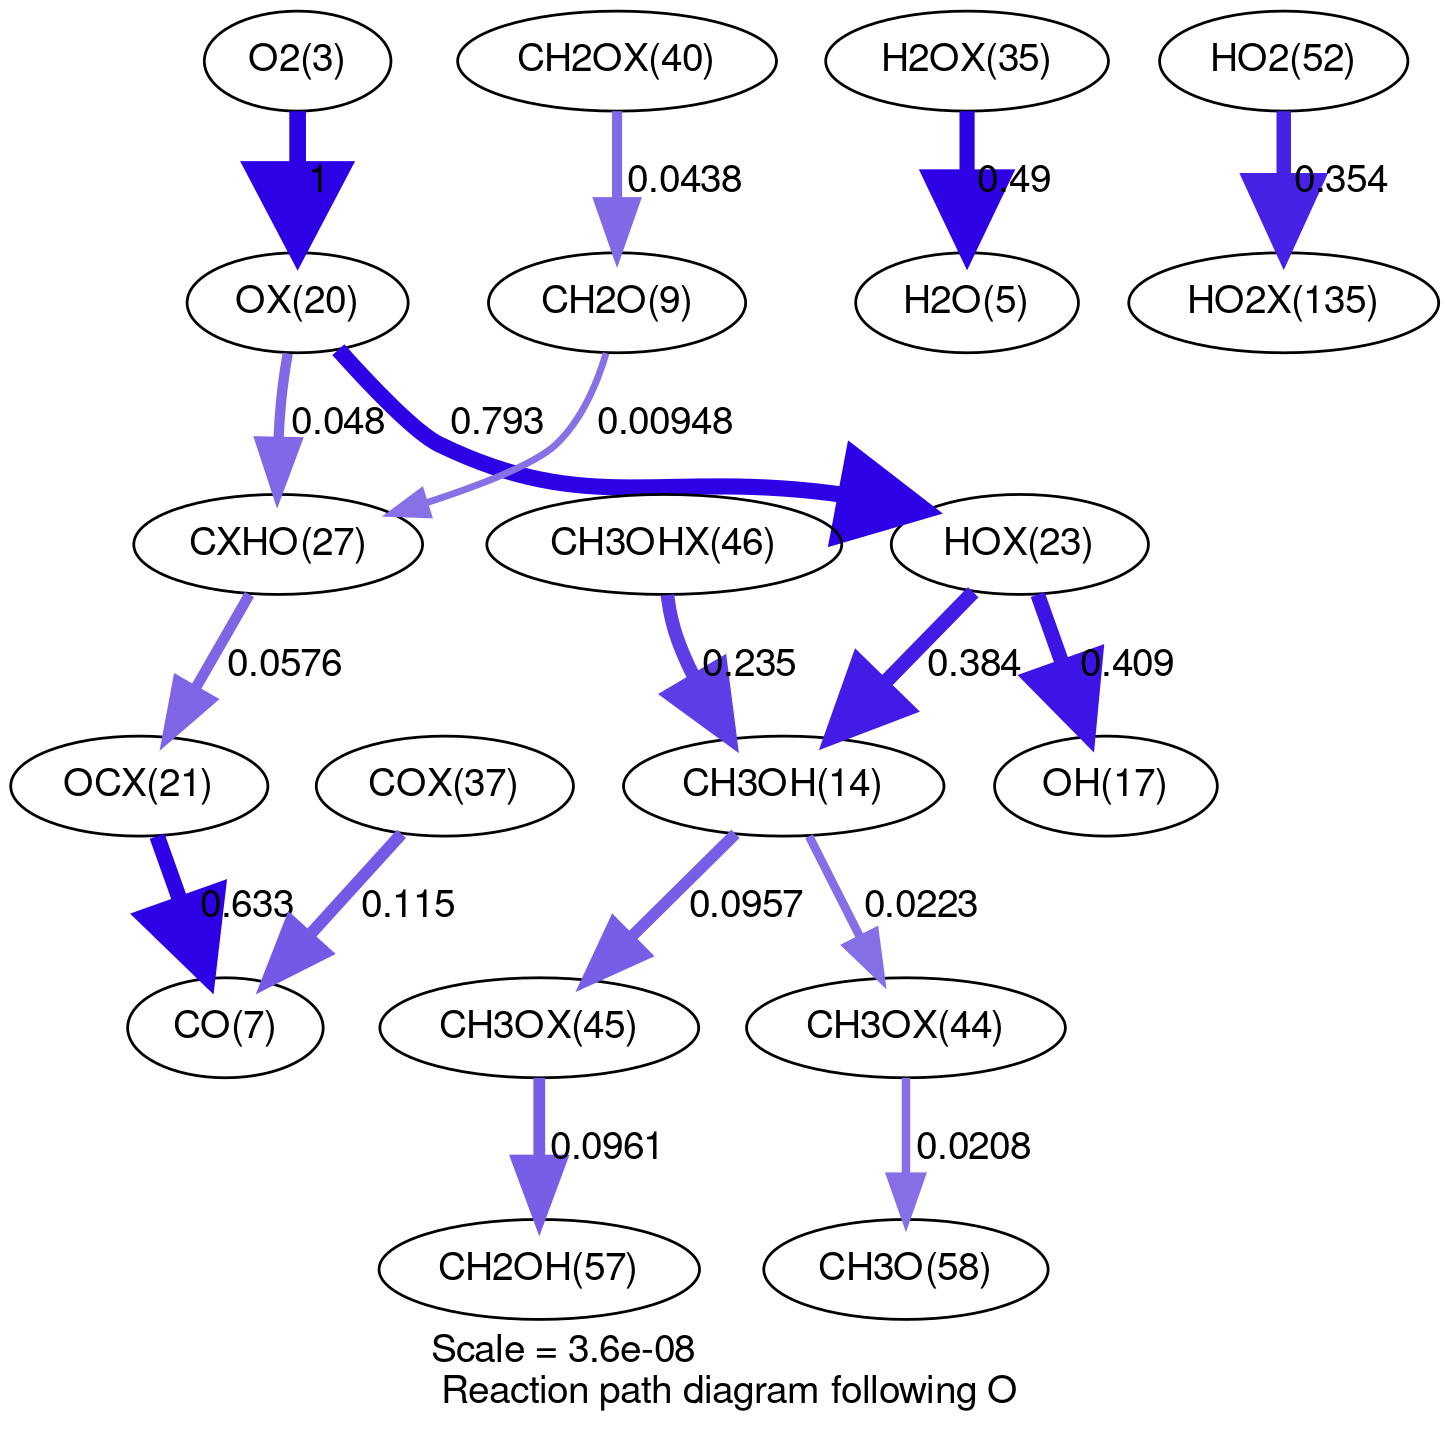 O2(3)
CH2OX(40)
H2OX(35)
HO2(52)
1
0.0438
0.49
0.354
OX(20)
CH2O(9)
H2O(5)
HO2X(135)
0.048
0.793
0.00948
CXHO(27)
CH3OHX(46)
HOX(23)
0.0576
0.235
0.384
0.409
OCX(21)
COX(37)
CH3OH(14)
OH(17)
0.633
0.115
0.0957
0.0223
CO(7)
CH3OX(45)
CH3OX(44)
0.0961
0.0208
CH2OH(57)
CH3O(58)
Scale = 3.6e-08
Reaction path diagram following O